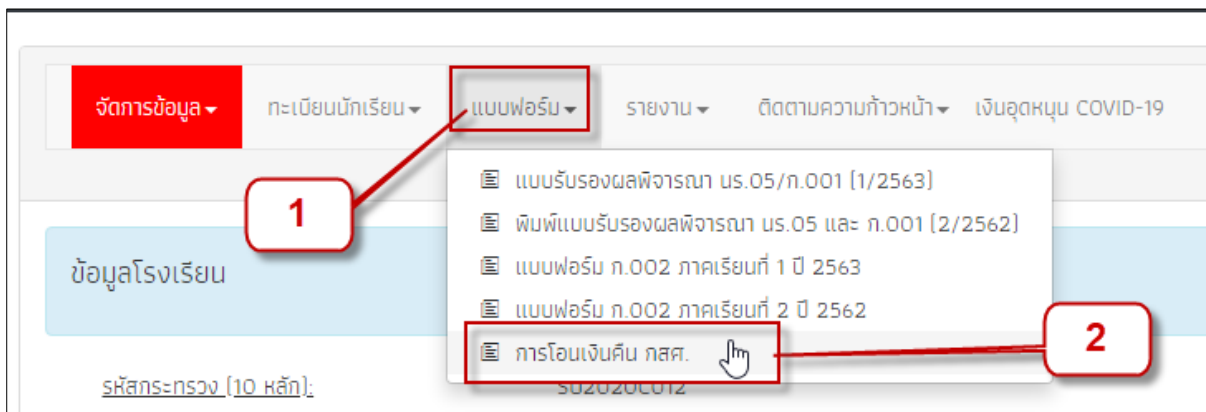 จัดการข้อมูล ทะเบียนนักเรียน แบบฟอร์ม รายงาน ติดตามความก้าวหน้า เงินอุดหนุน COVID-19
1
แบบรับรองผลพิจารณา นร.05/ก.001 (1/2563)
พิมพ์แบบรับรองผลพิจารณา นร.05 และ ก.001 (2/2562)
ข้อมูลโรงเรียน
แบบฟอร์ม ก.002 ภาคเรียนที่ 1 ปี 2563
แบบฟอร์ม ก.002 ภาคเรียนที่ 2 ปี 2562
การโอนเงินคืน กสศ.
2
รหัสกระทรวง (10 หลัก):